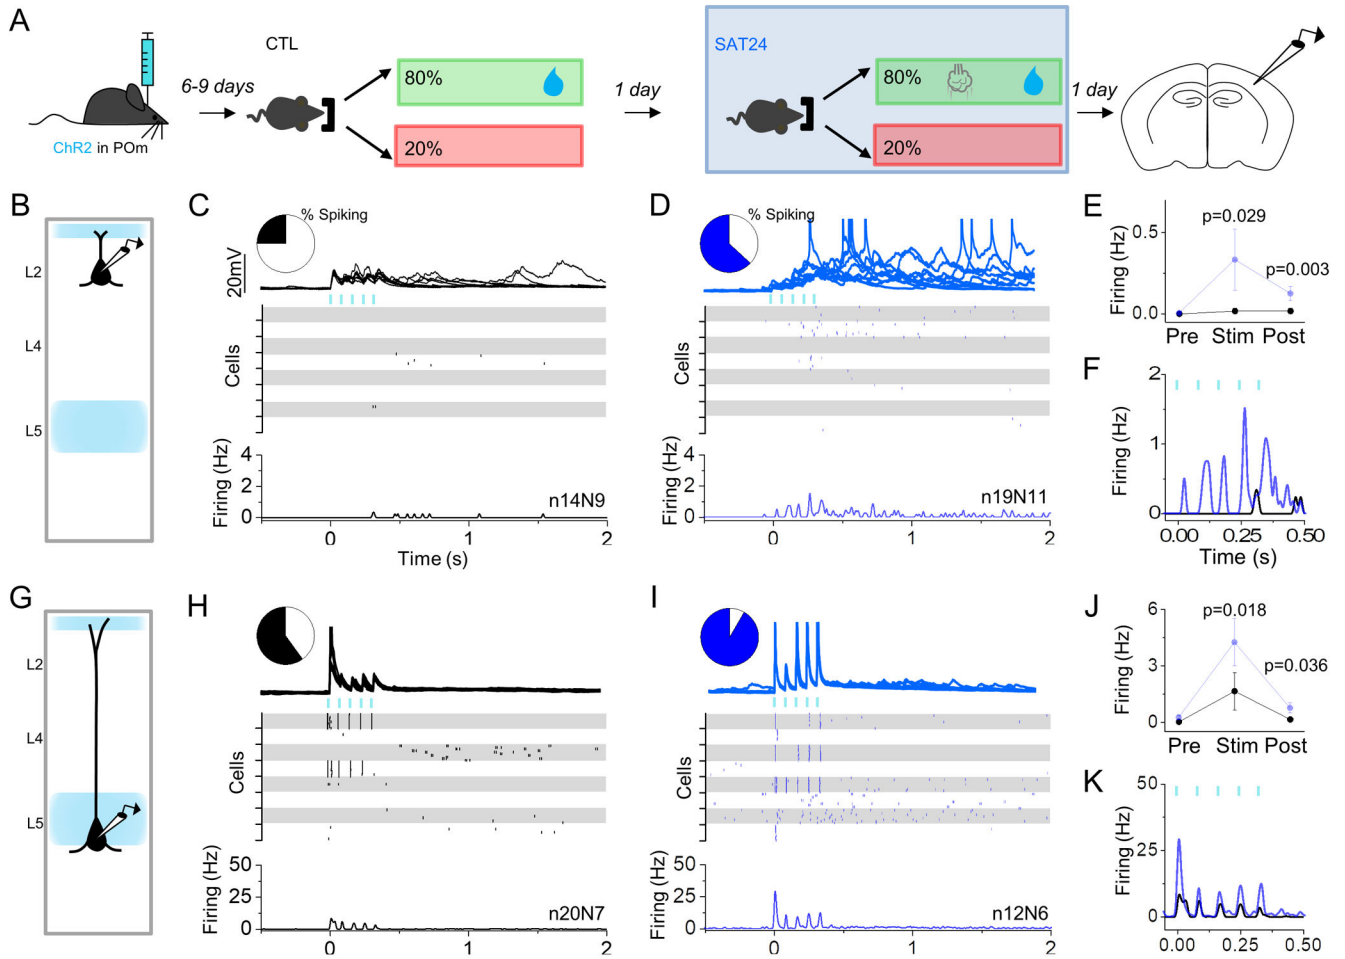 A
CTL
SAT24
6-9 days
80%
20%
1 day
80%
20%
1 day
ChR2 in POm
B
L2
L4
L5
C
% Spiking
20mV
Cells
Firing (Hz)
4
2
0
n14N9
0
1
2
Time (s)
D
% Spiking
Cells
Firing (Hz)
4
2
0
n19N11
0
1
2
E
p=0.029
p=0.003
Firing (Hz)
0.5
0.0
Pre Stim Post
F
Firing (Hz)
2
1
0
0.00 0.25 0.50
Time (s)
G
L2
L4
L5
H
Cells
Firing (Hz)
50
25
0
n20N7
0
1
2
I
Cells
Firing (Hz)
50
25
0
n12N6
0
1
2
J
p=0.018
p=0.036
Firing (Hz)
6
3
0
Pre Stim Post
K
Firing (Hz)
50
25
0
0.00 0.25 0.50